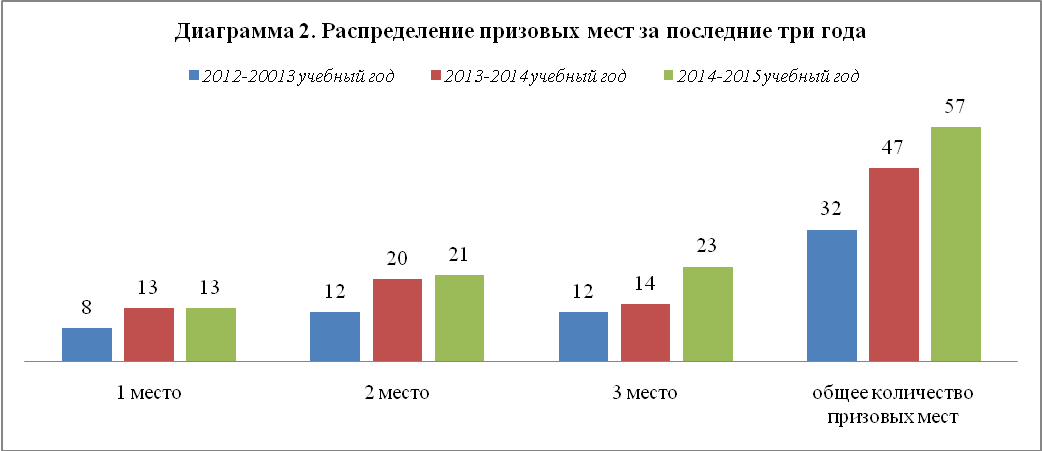 Диаграмма 2. Распределение призовых мест за последние три года
2012-20013 учебный год 2013-2014 учебный год 2014-2015 учебный год
57
47
32
23
20 21
13 13 12 12 14
8
1 место 2 место 3 место общее количество
призовых мест